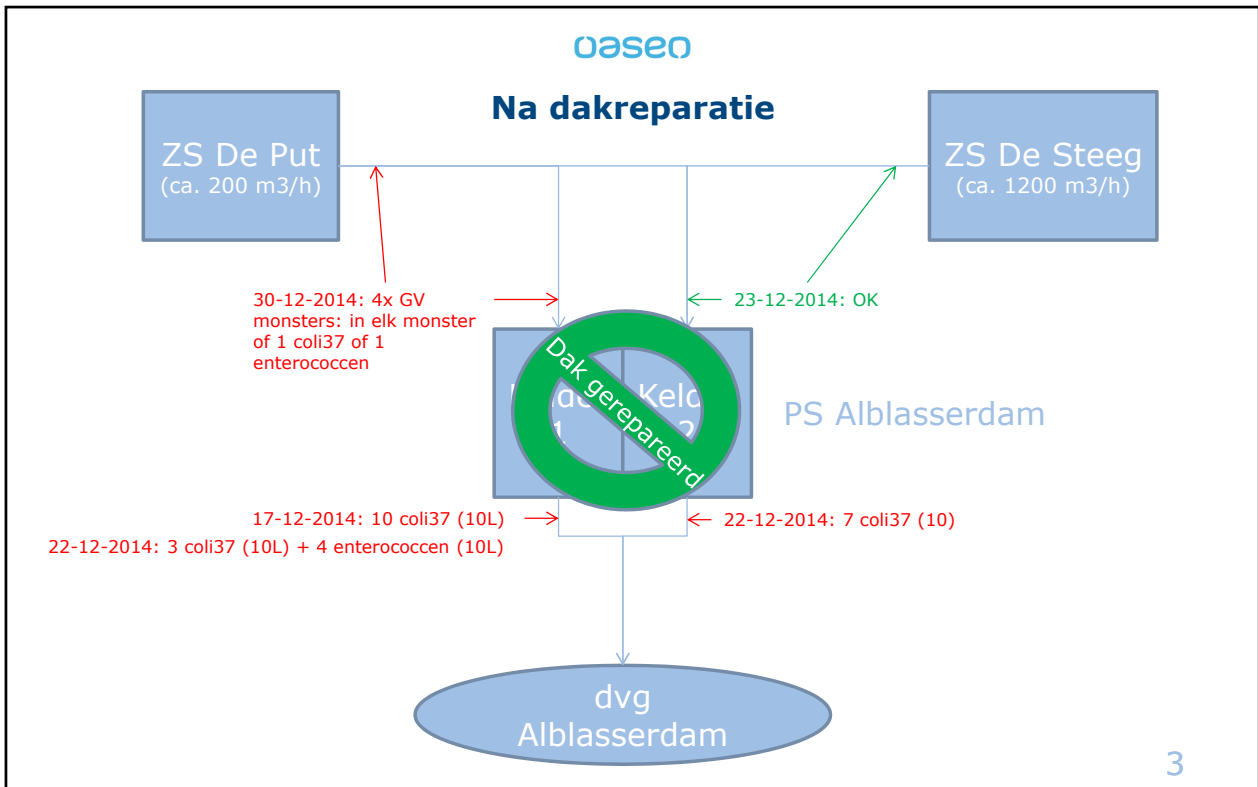 oasen
Na dakreparatie
ZS De Put
(ca. 200 m3/h)
ZS De Steeg
(ca. 1200 m3/h)
30-12-2014: 4x GV
monsters: in elk monster
of 1 coli37 of 1
enterococcen
23-12-2014: OK
Dak gerepareerd
1
2
PS Alblasserdam
17-12-2014: 10 coli37 (10L)
22-12-2014: 7 coli37 (10)
22-12-2014: 3 coli37 (10L) + 4 enterococcen (10L)
dvg
Alblasserdam
3